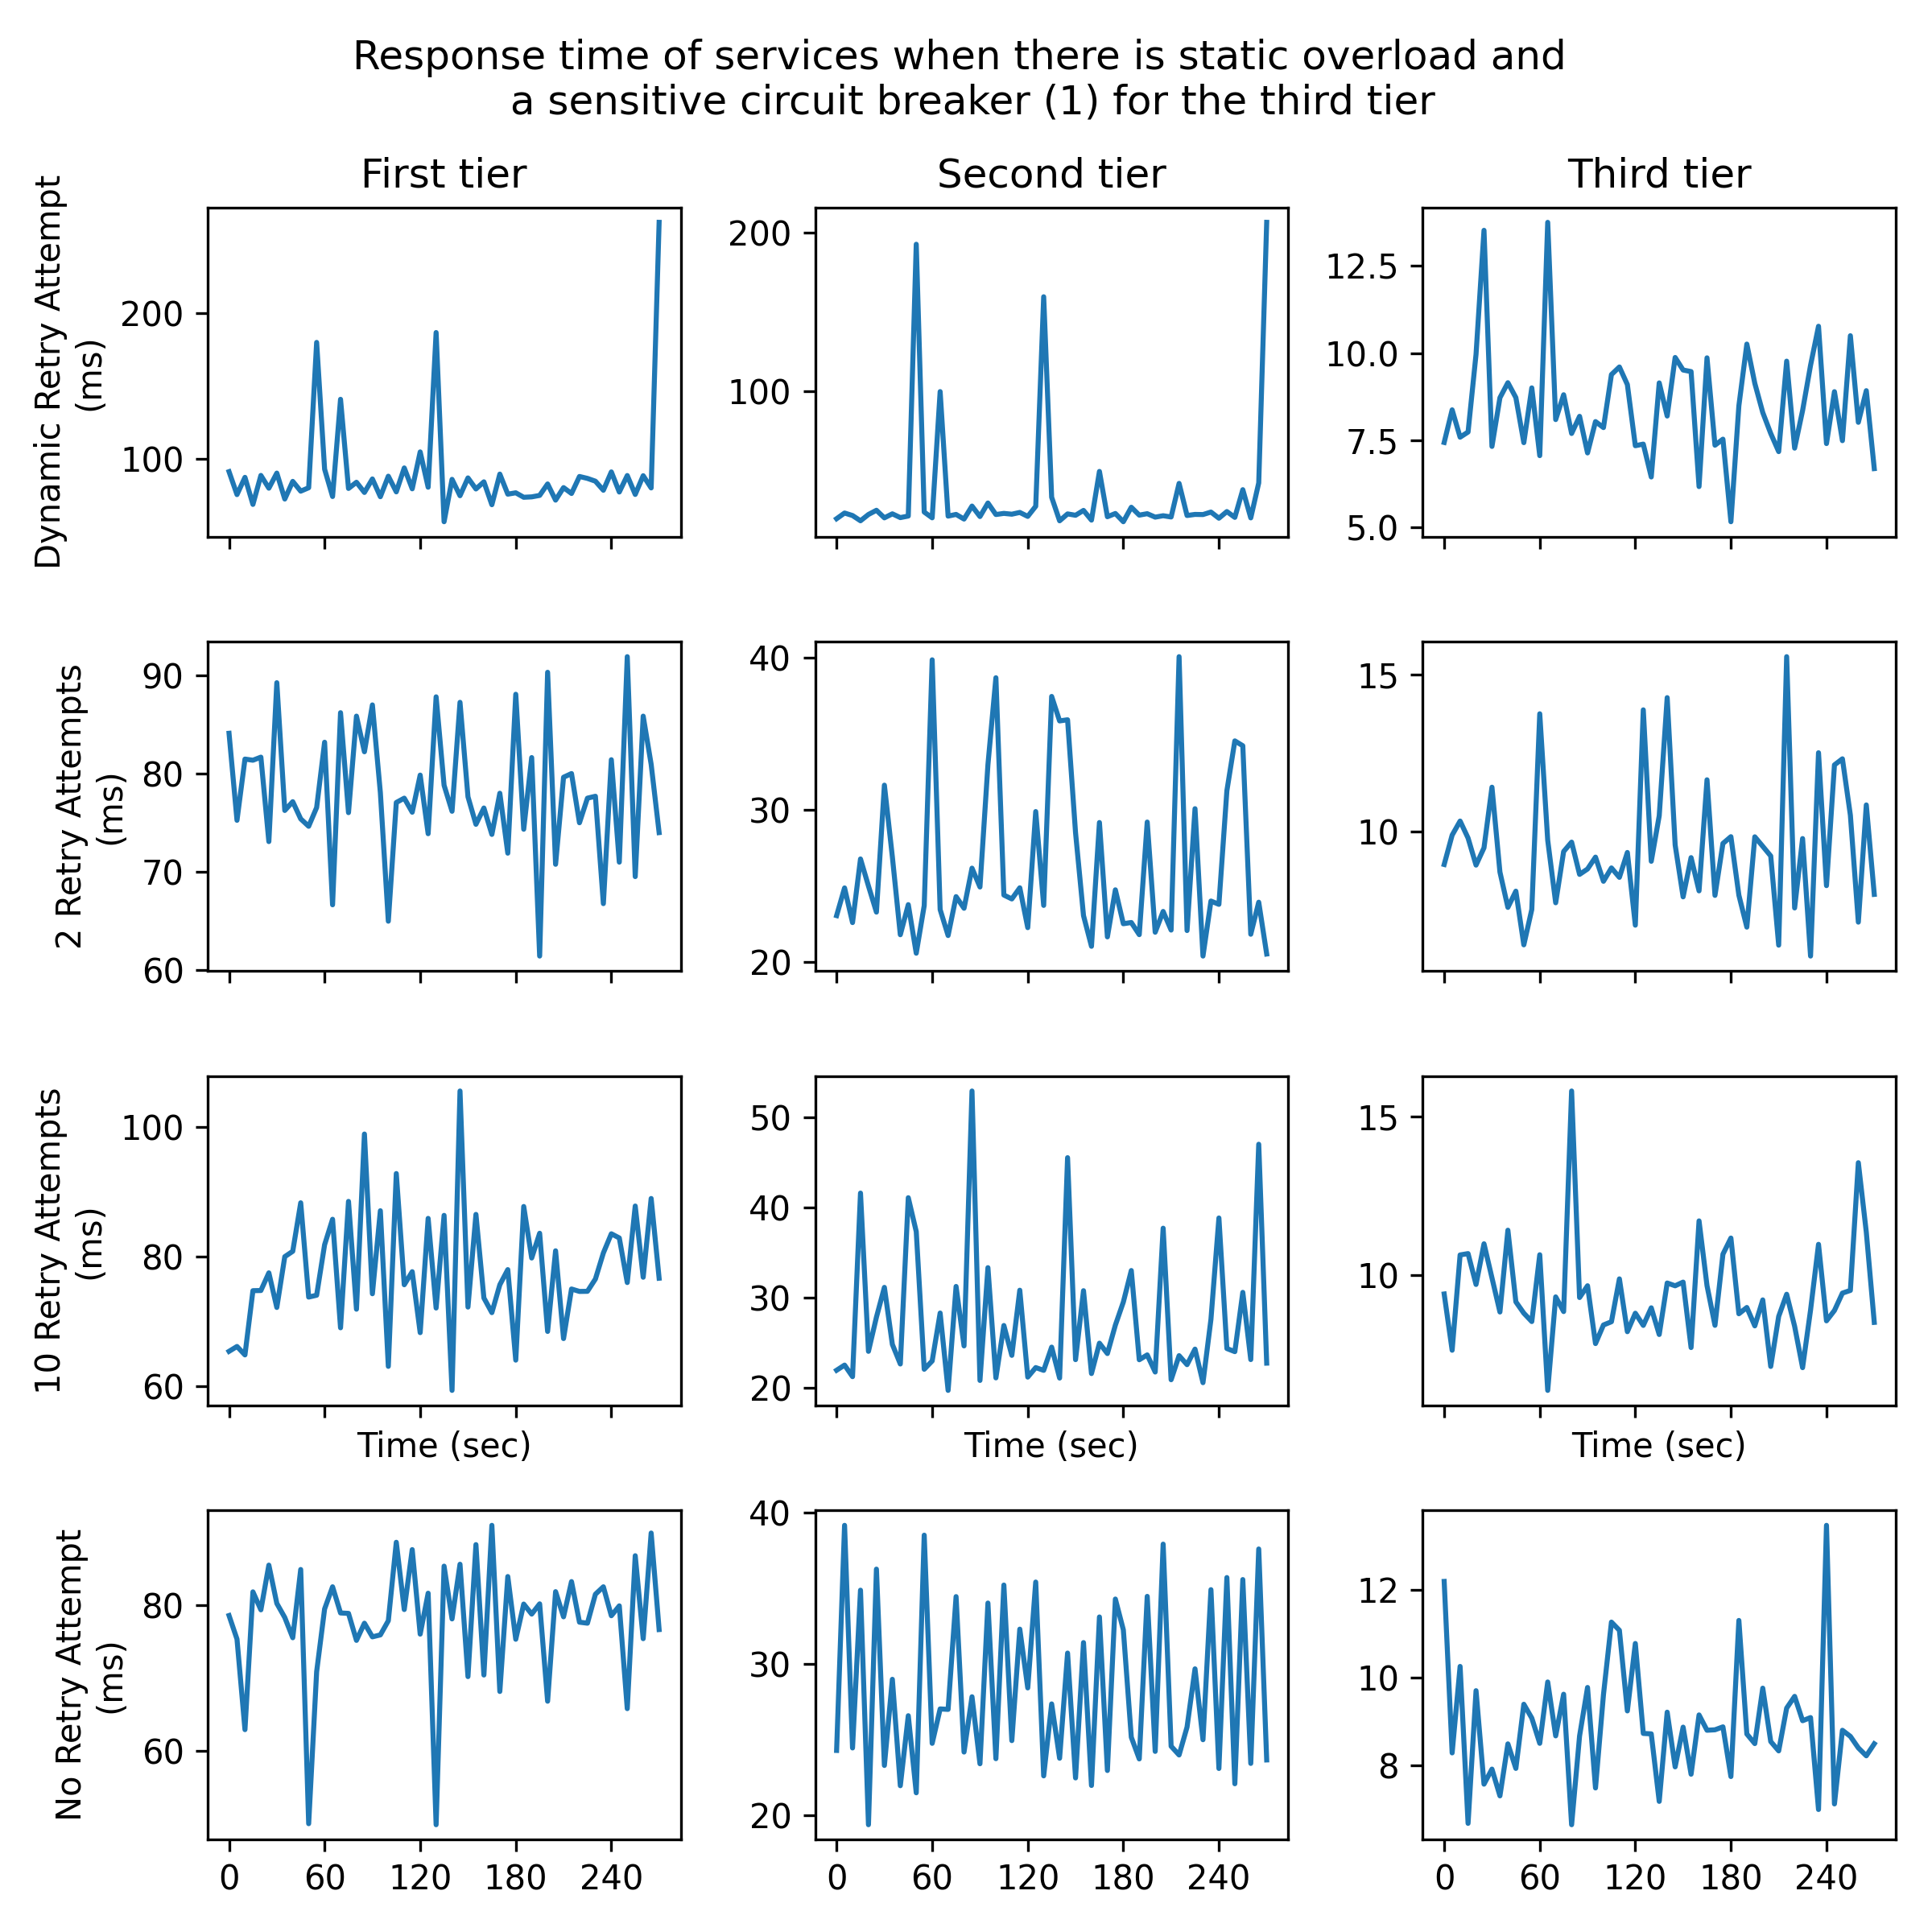 Response time of services when there is static overload and
a sensitive circuit breaker (1) for the third tier
First tier
Second tier
Third tier
Dynamic Retry Attempt
(ms)
200
100
200
100
12.5
10.0
7.5
5.0
2 Retry Attempts
(ms)
90
80
70
60
40
30
20
15
10
10 Retry Attempts
(ms)
100
80
60
50
40
30
20
15
10
Time (sec)
Time (sec)
Time (sec)
No Retry Attempt
(ms)
80
60
40
30
20
12
10
8
0 60 120 180 240
0 60 120 180 240
0 60 120 180 240